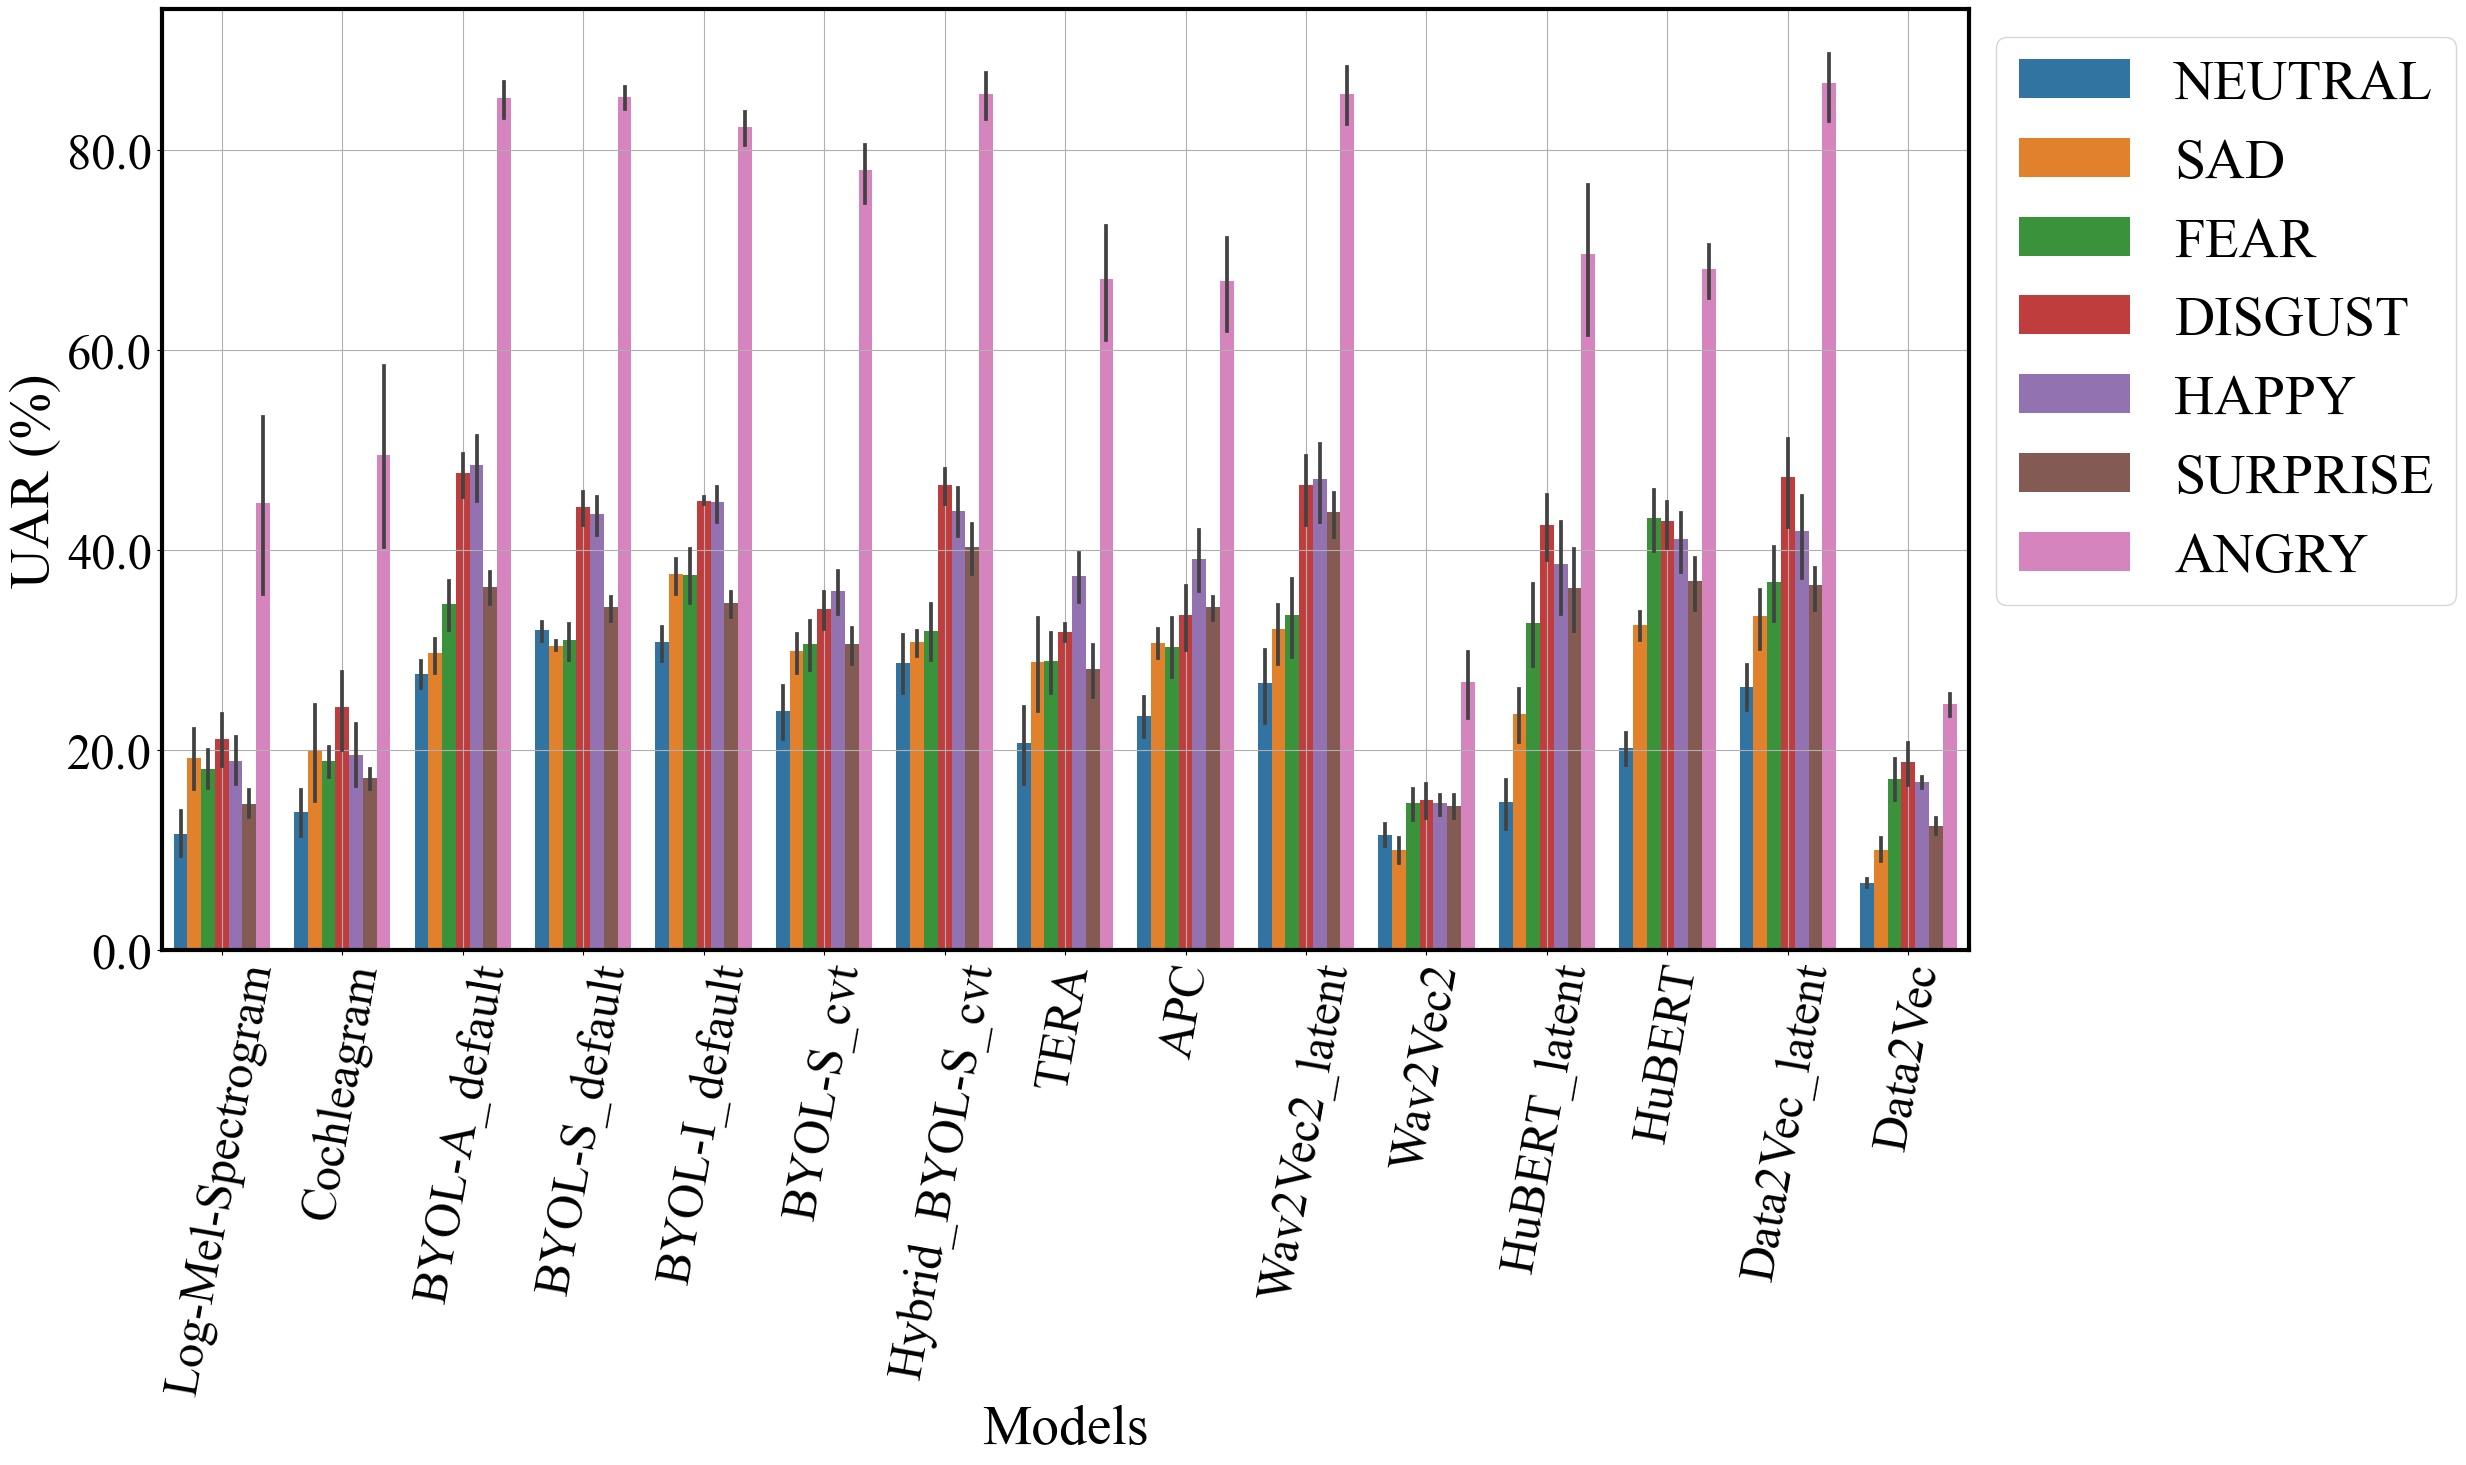 UAR (%)
80.0
60.0
40.0
20.0
0.0
Log-Mel-Spectrogram
Cochleagram
BYOL-A_default
BYOL-S_default
BYOL-I_default
BYOL-S_cvt
Hybrid_BYOL-S_cvt
TERA
APC
Wav2Vec2_latent
Wav2Vec2
HuBERT_latent
HuBERT
Data2Vec_latent
Data2Vec
Models
NEUTRAL
SAD
FEAR
DISGUST
HAPPY
SURPRISE
ANGRY